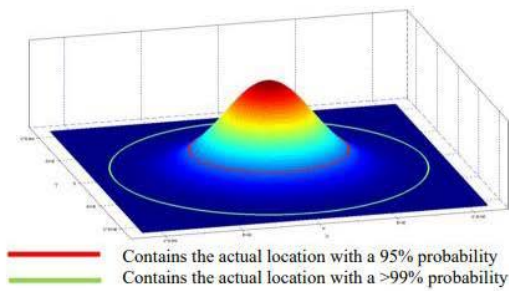 Contains the actual location with a 95% probability
Contains the actual location with a >99% probability